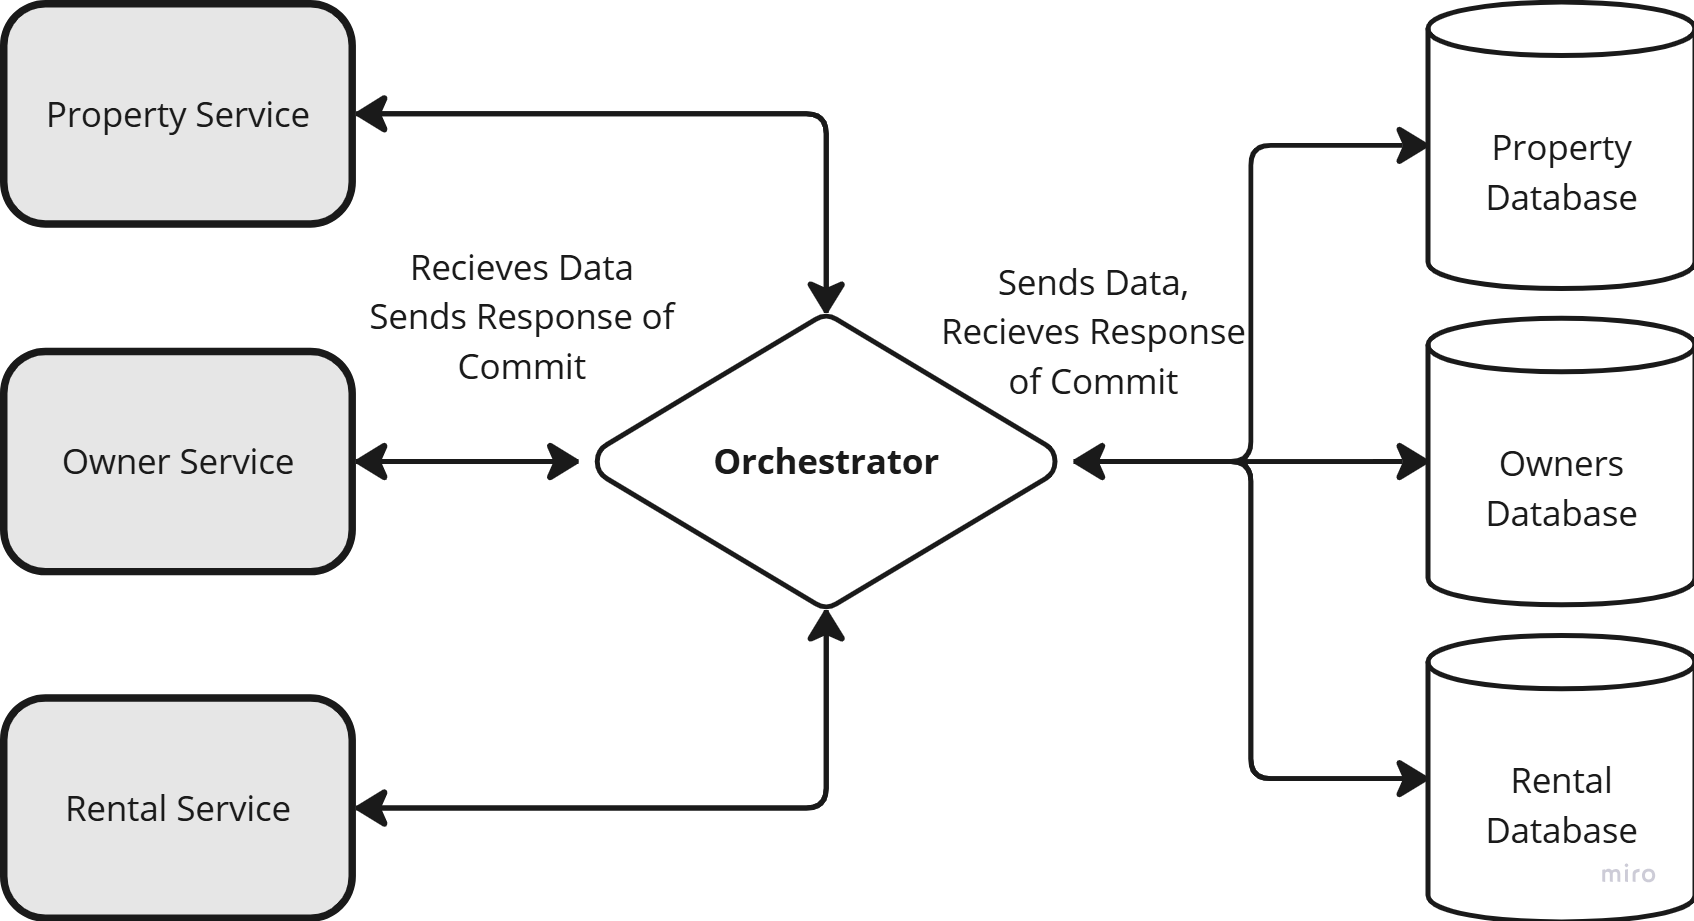 Property Service
Recieves Data
Sends Response of
Commit
Owner Service
Rental Service
Orchestrator
Sends Data,
Recieves Response
of Commit
Property
Database
Owners
Database
Rental
Database
miro